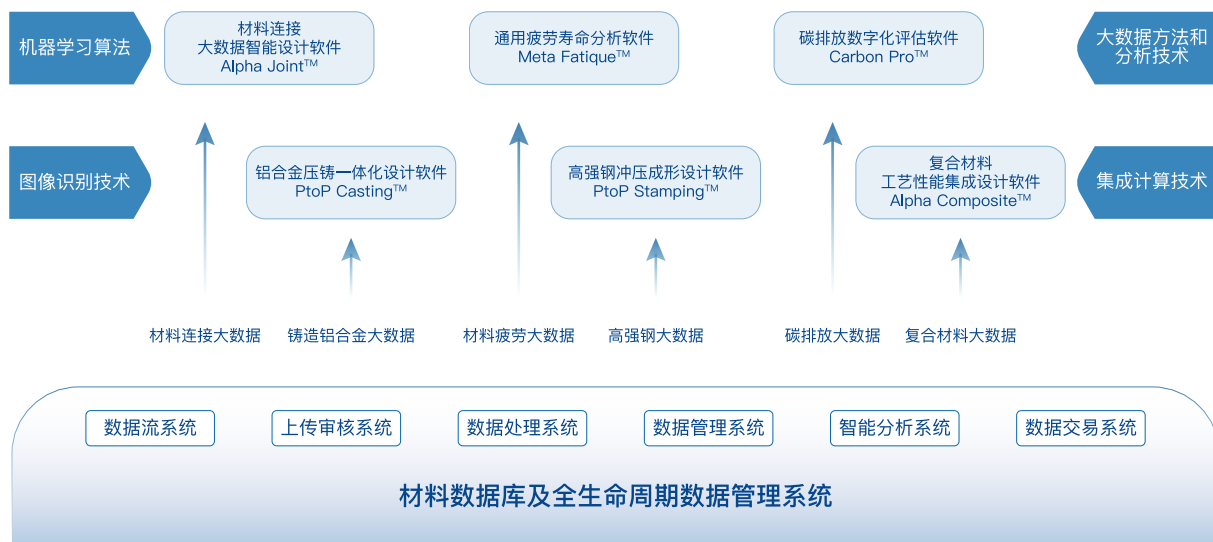 机器学习算法
材料连接
大数据智能设计软件
Alpha Joint™
通用疲劳寿命分析软件
Meta Fatique™
碳排放数字化评估软件
Carbon Pro™
大数据方法和
分析技术
图像识别技术
铝合金压铸一体化设计软件
PtoP Casting™
高强钢冲压成形设计软件
PtoP Stamping™
复合材料
工艺性能集成设计软件
Alpha Composite™
集成计算技术
材料连接大数据
铸造铝合金大数据
材料疲劳大数据
高强钢大数据
碳排放大数据
复合材料大数据
数据流系统
上传审核系统
数据处理系统
数据管理系统
智能分析系统
数据交易系统
材料数据库及全生命周期数据管理系统